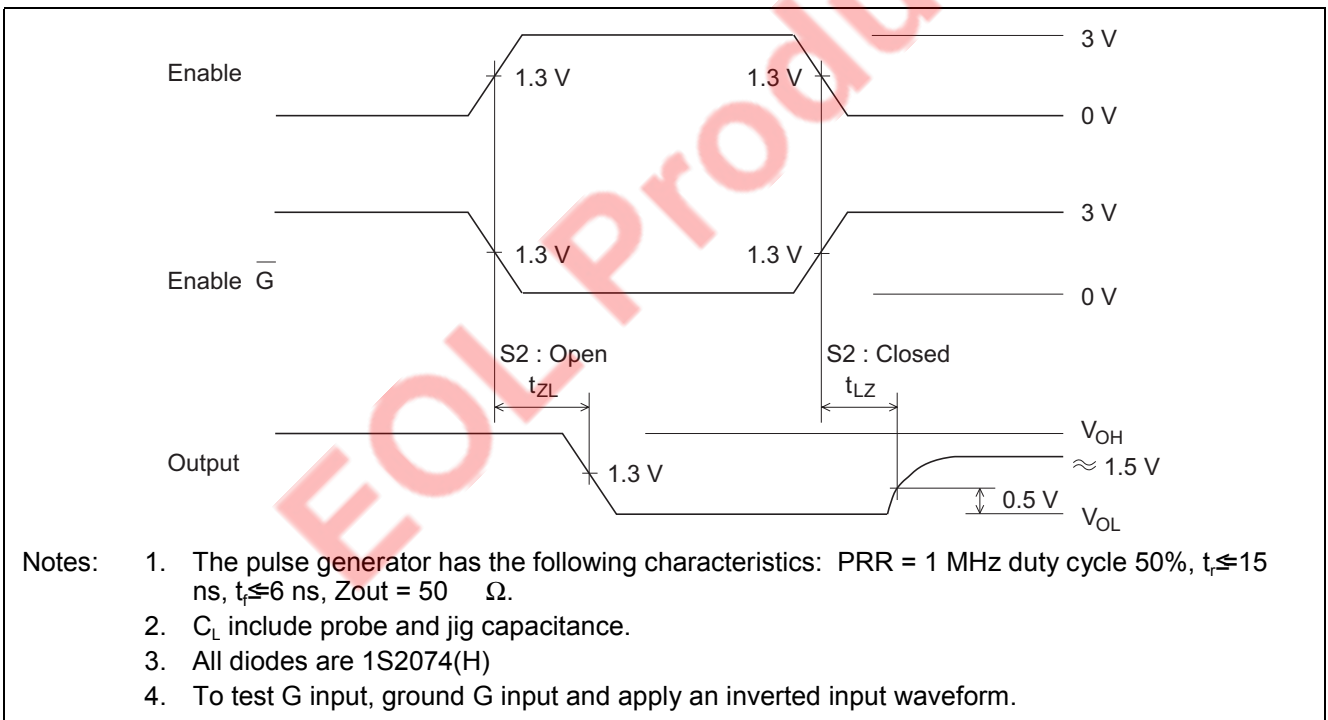 3 V
Enable
1.3 V 1.3 V
0 V
3 V
1.3 V 1.3 V
Enable G̅
0 V
S2 : Open S2 : Closed
tZL tLZ
VOH
Output
≈ 1.5 V
1.3 V
0.5 V
VOL
Notes: 1. The pulse generator has the following characteristics: PRR = 1 MHz duty cycle 50%, tr≦15
ns, tf≦6 ns, Zout = 50 Ω.
2. CL include probe and jig capacitance.
3. All diodes are 1S2074(H)
4. To test G input, ground G input and apply an inverted input waveform.
EOL Produ